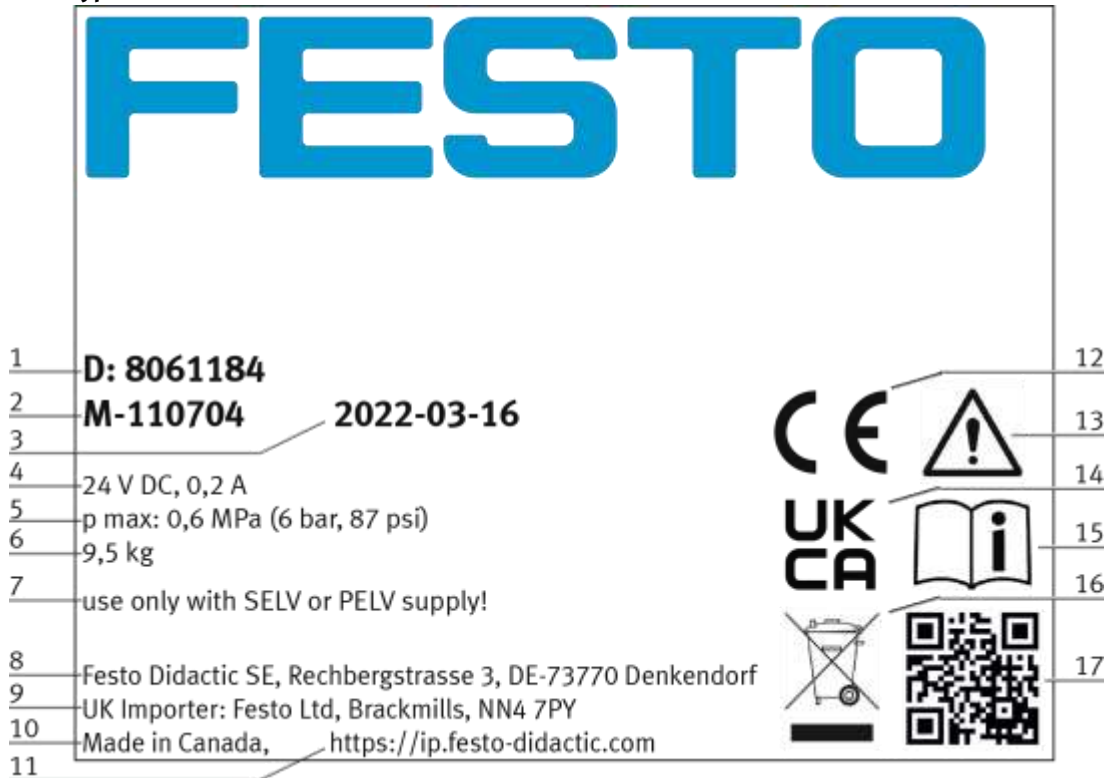 FESTO
1 D: 8061184 12
2 M-110704 2022-03-16 CE 13
3
4 24 V DC, 0,2 A 14
5 p max: 0,6 MPa (6 bar, 87 psi) UK
CA 15
6 9,5 kg 16
7 use only with SELV or PELV supply!
8 Festo Didactic SE, Rechbergstrasse 3, DE-73770 Denkendorf 17
9 UK Importer: Festo Ltd, Brackmills, NN4 7PY
10 Made in Canada, https://ip.festo-didactic.com
11